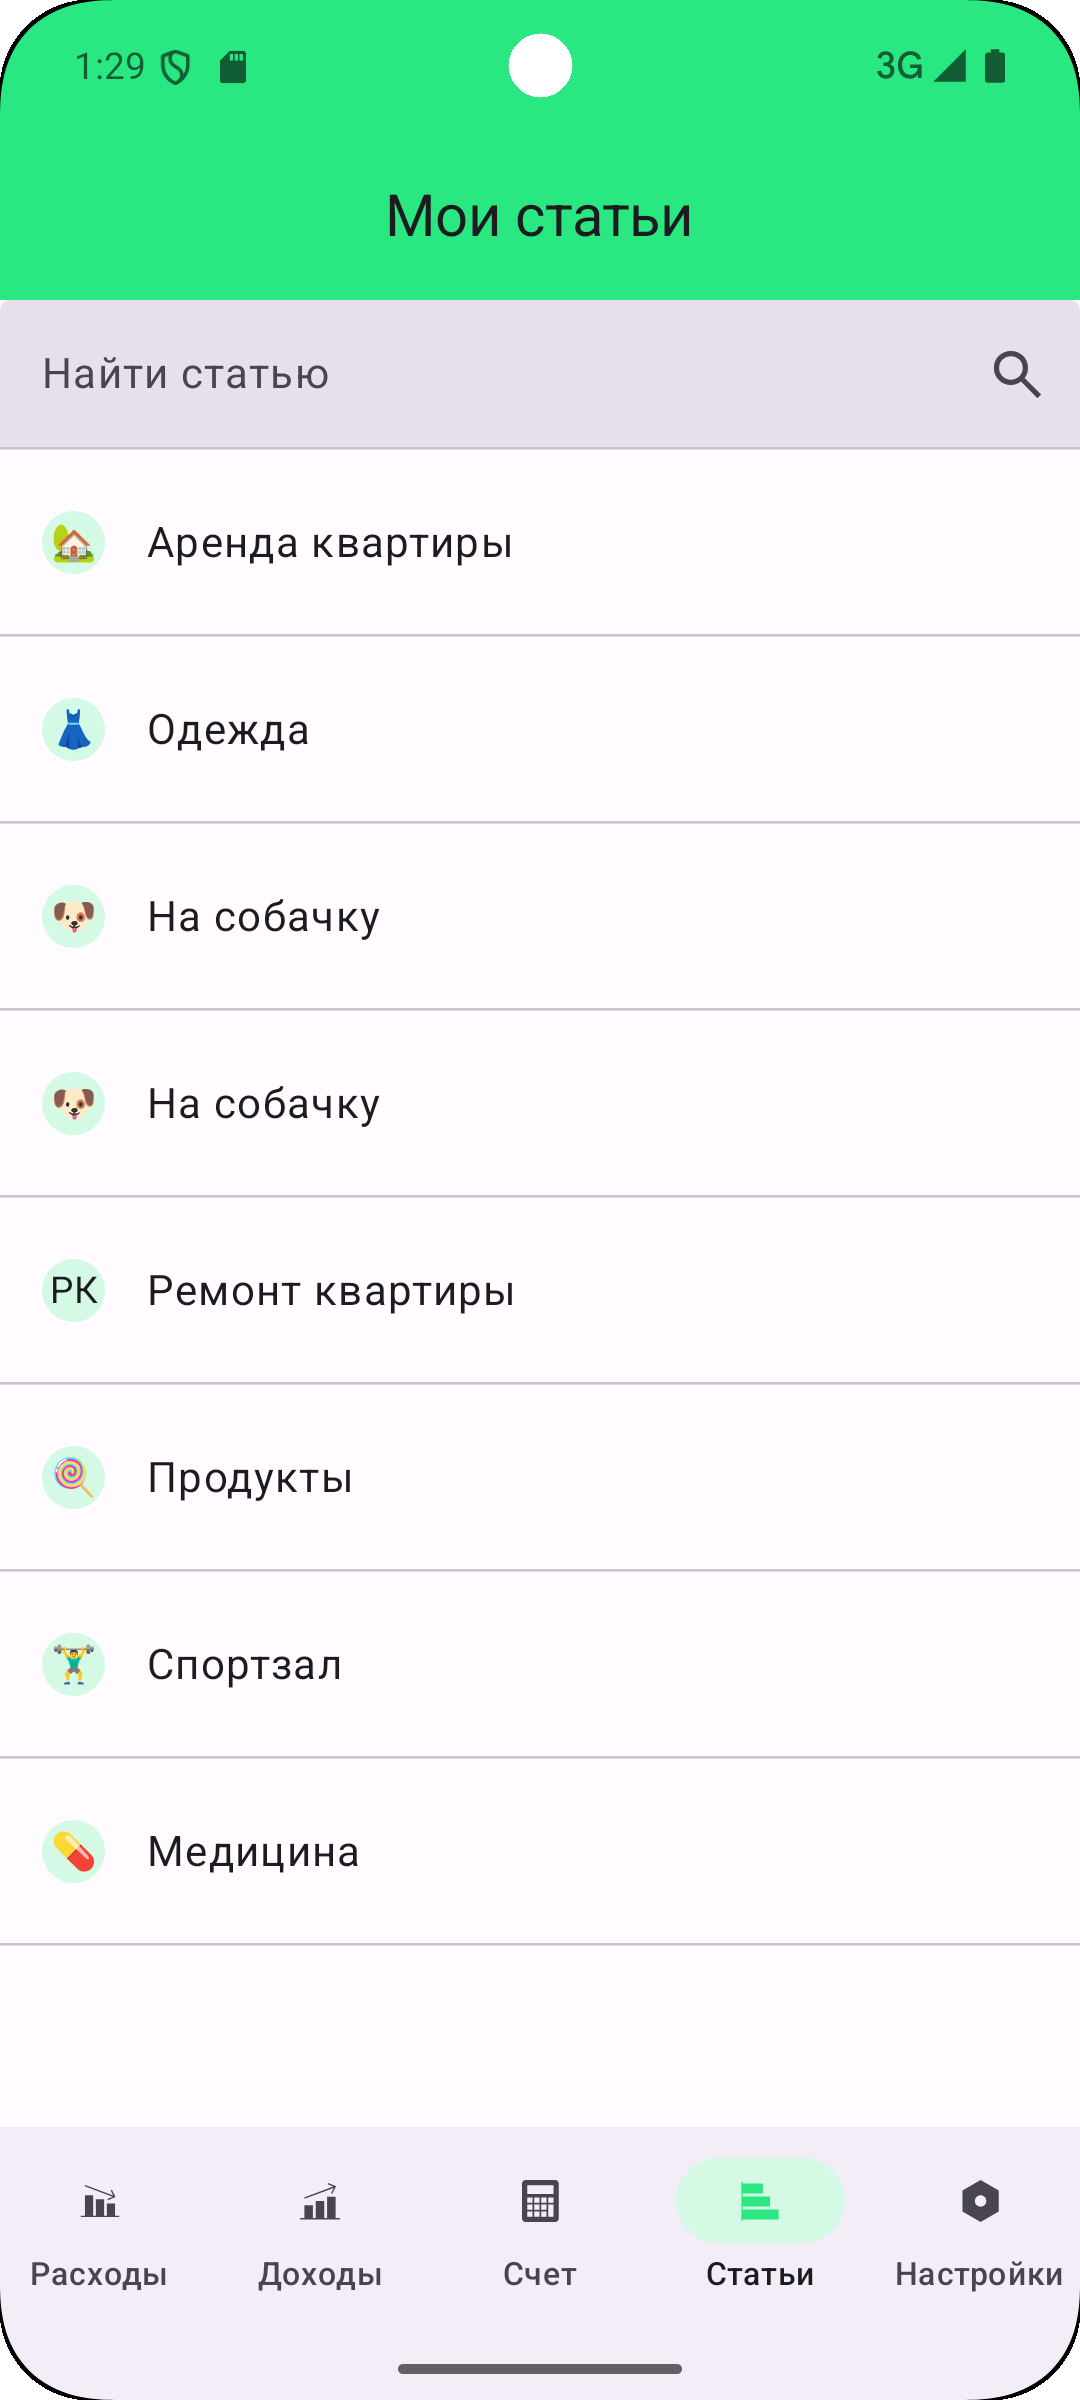 1:29
3G
Мои статьи
Найти статью
Аренда квартиры
Одежда
На собачку
На собачку
РК
Ремонт квартиры
Продукты
Спортзал
Медицина
Расходы
Доходы
Счет
Статьи
Настройки